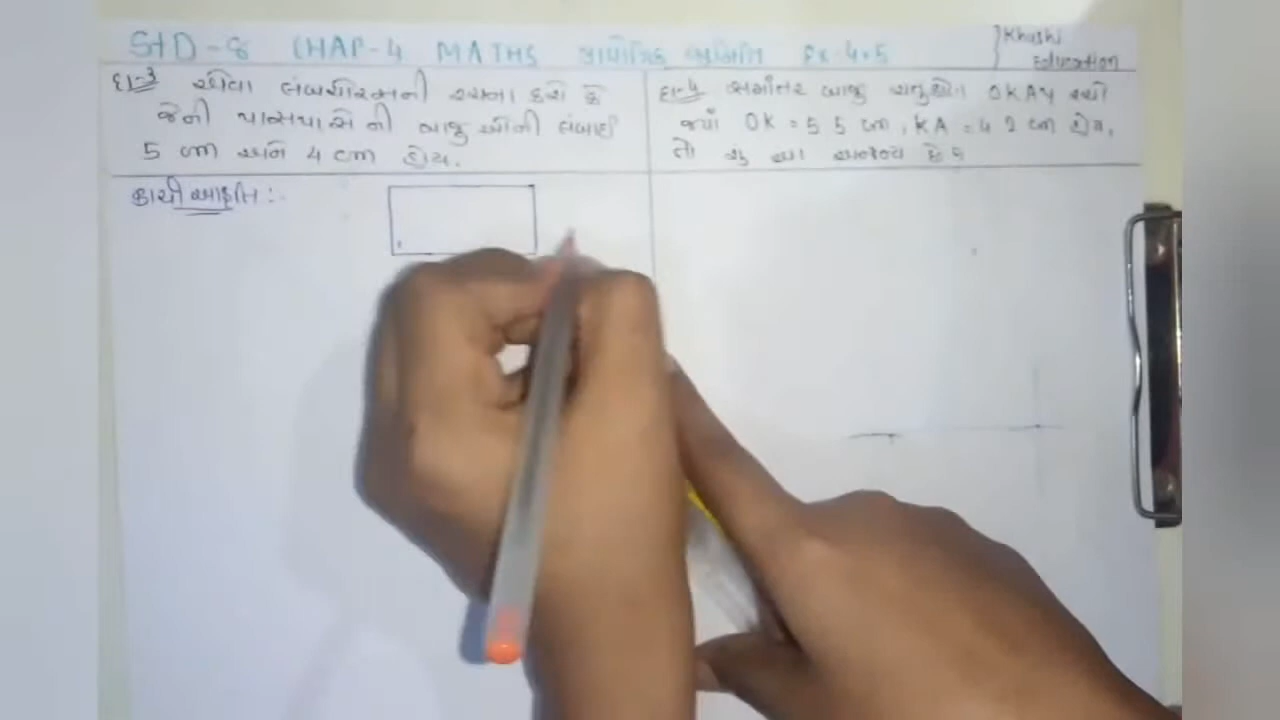 STD-8 CHAP-4 MATHS પ્રાયોગિક ભૂમિતિ Ex-4.5
Khushi
Education
દા-3 એવા લંબચોરસની રચના કરો કે
જેની પાસપાસેની બાજુઓની લંબાઈ
5 cm અને 4 cm હોય.
દા-4 સમાંતર બાજુ ચતુષ્કોણ OKAY રચો
જ્યાં OK = 5.5 cm, KA = 4.2 cm હોય,
તો શું આ અનન્ય છે?
કાચી આકૃતિ :-